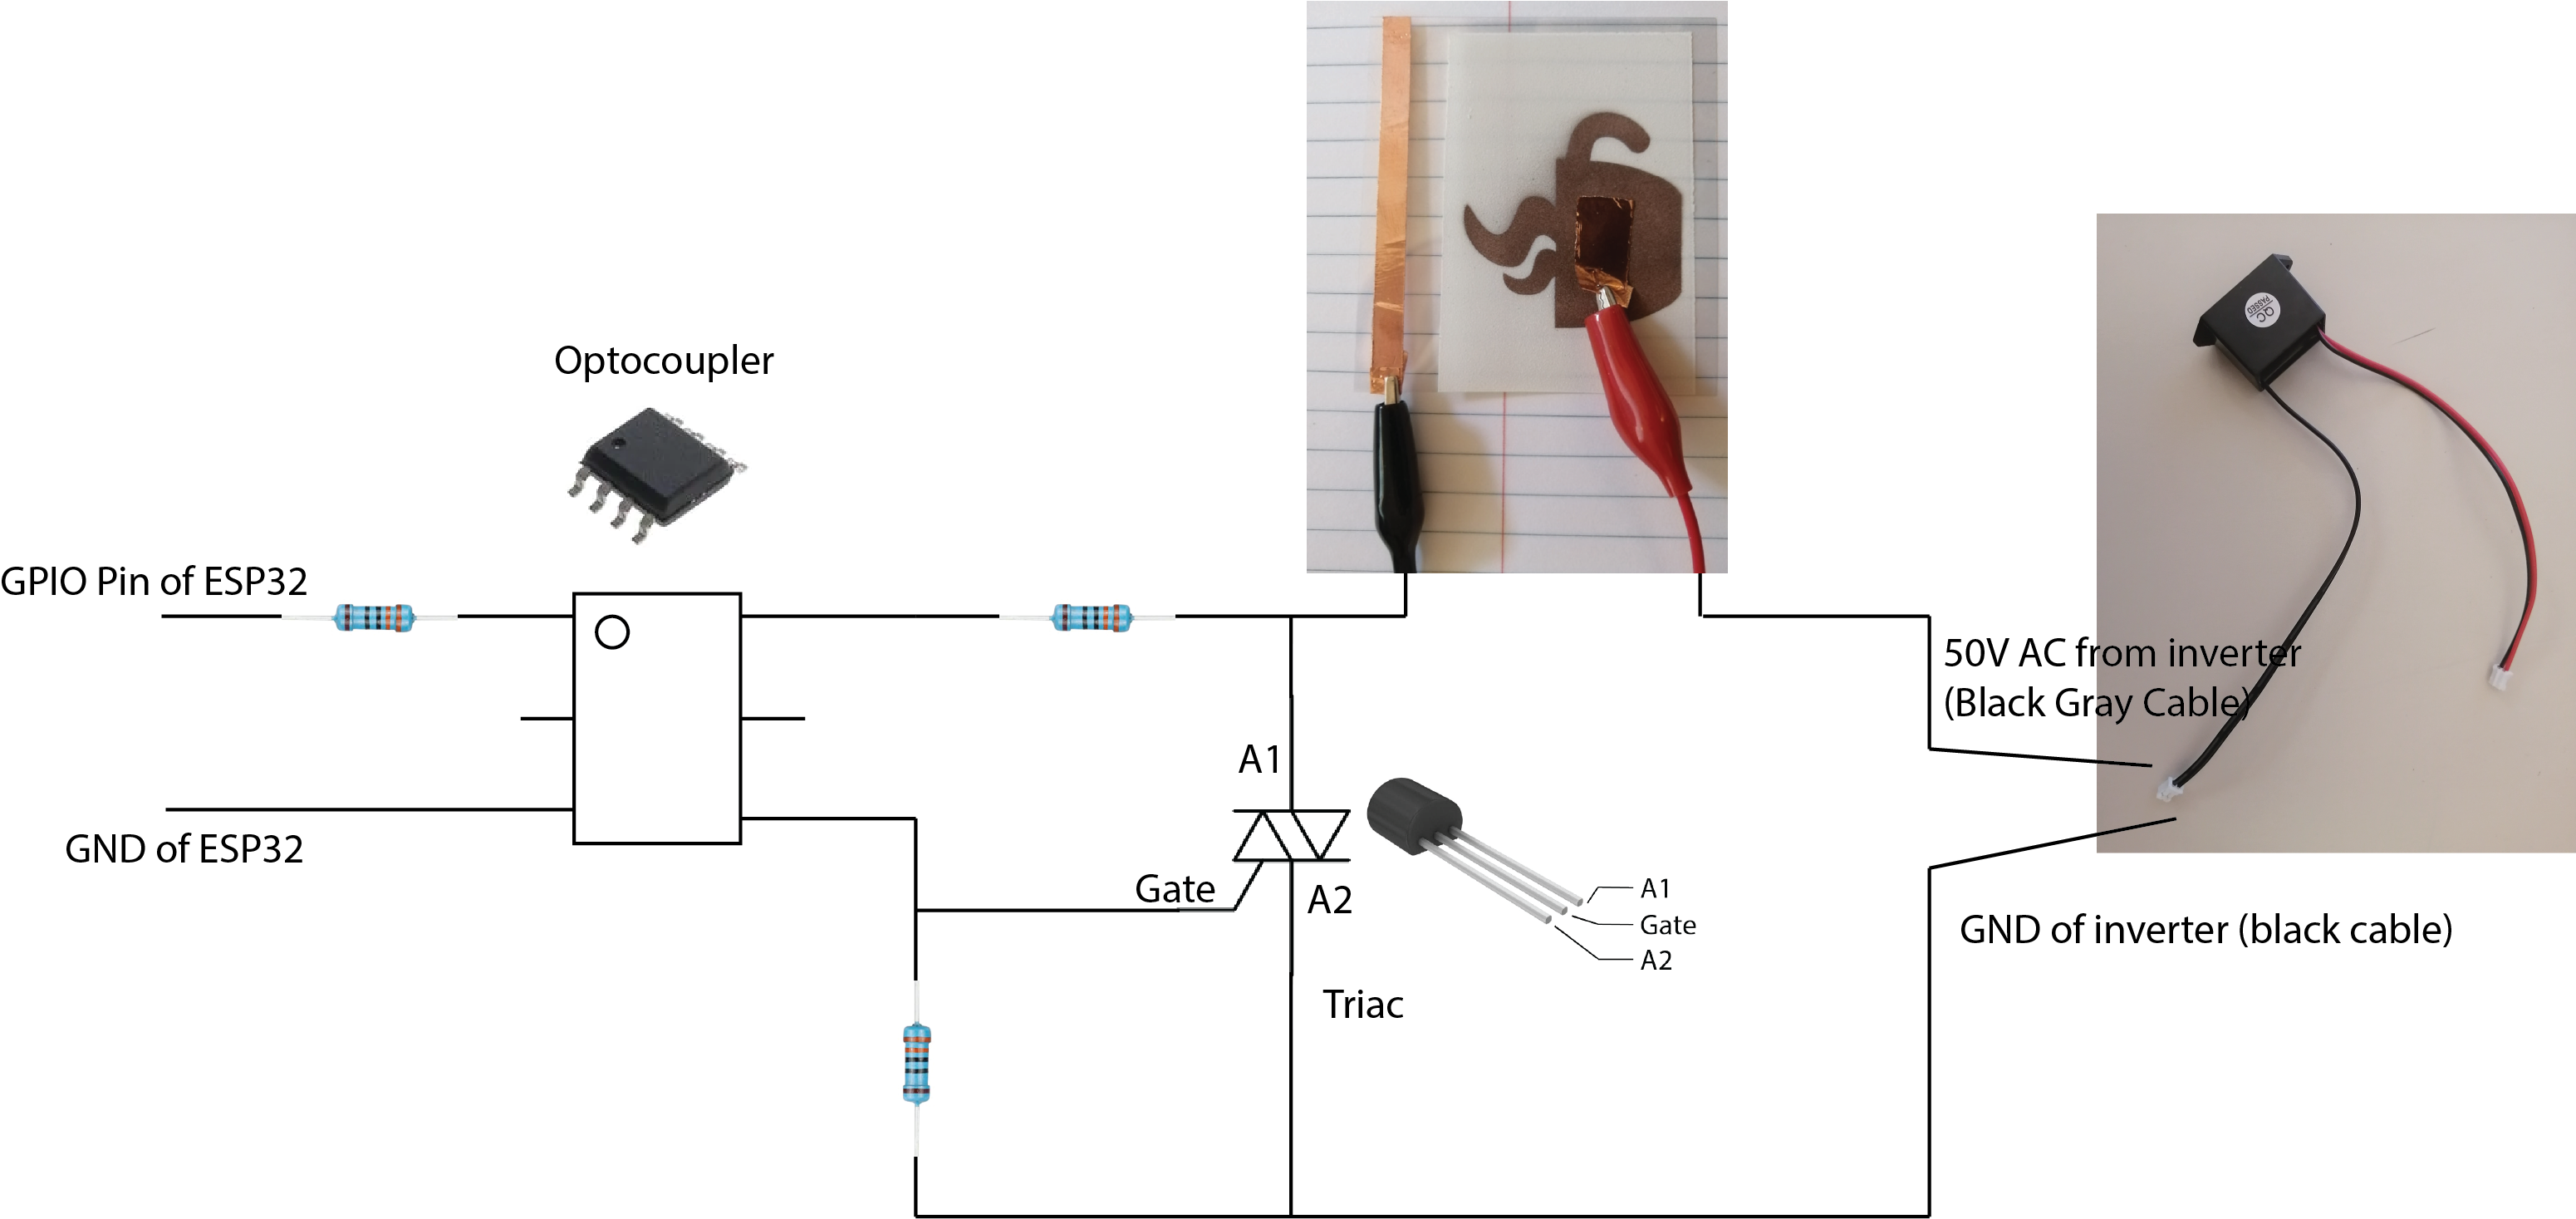 Optocoupler
GPIO Pin of ESP32
GND of ESP32
50V AC from inverter
(Black Gray Cable)
A1
Gate
A2
A1
Gate
A2
GND of inverter (black cable)
Triac
QC
PASSED